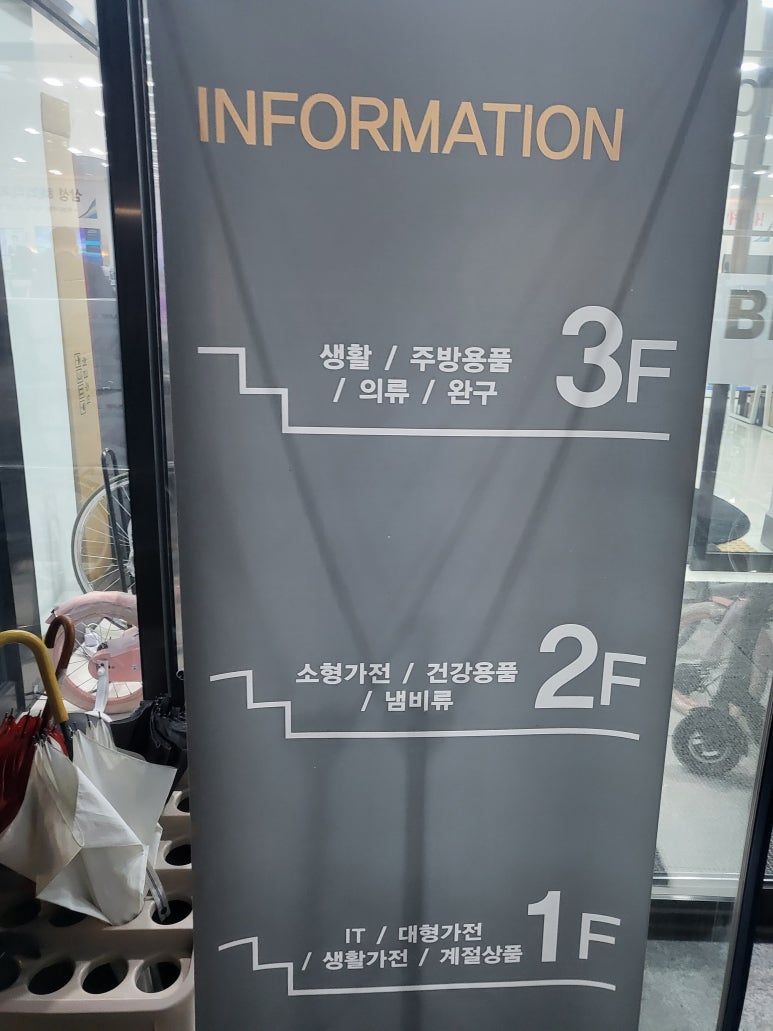 INFORMATION
생활 / 주방용품
/ 의류 / 완구
3F
소형가전 / 건강용품
/ 냄비류
2F
IT / 대형가전
/ 생활가전 / 계절상품
1F